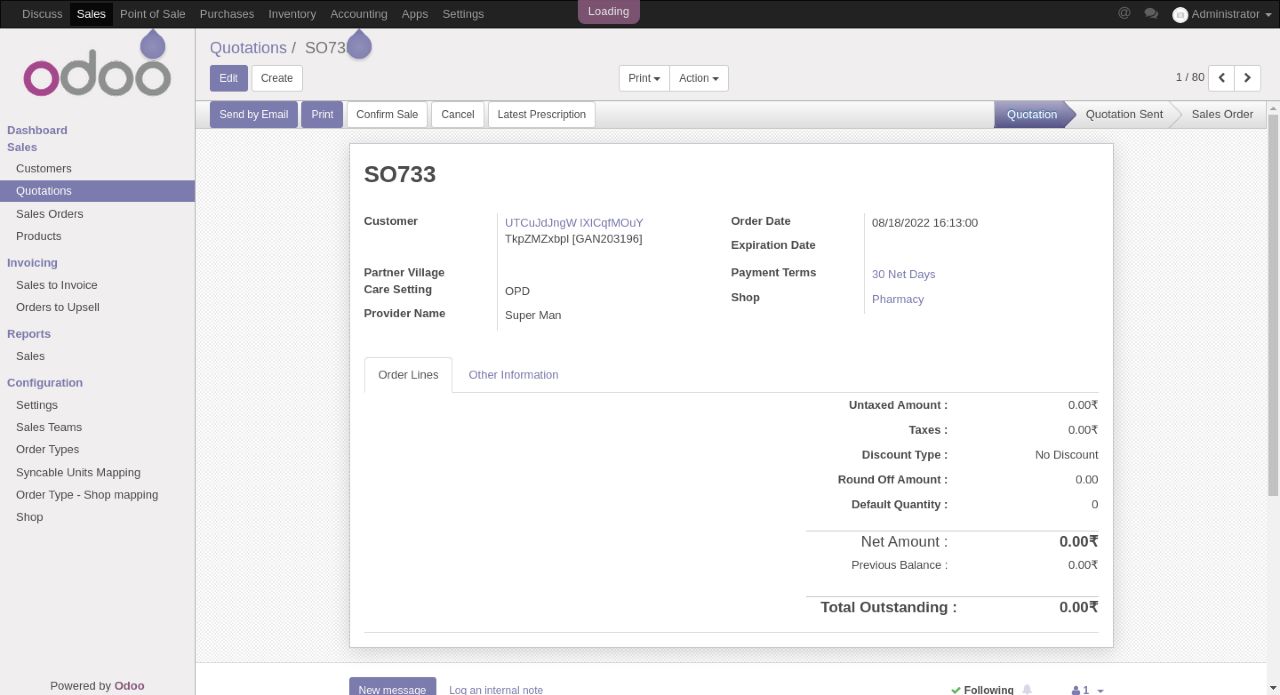 Discuss Sales Point of Sale Purchases Inventory Accounting Apps Settings Loading @ Administrator
odoo
Quotations / SO73
Edit Create Print Action 1 / 80
Send by Email Print Confirm Sale Cancel Latest Prescription Quotation Quotation Sent Sales Order
Dashboard
Sales
Customers
Quotations
Sales Orders
Products
Invoicing
Sales to Invoice
Orders to Upsell
Reports
Sales
Configuration
Settings
Sales Teams
Order Types
Syncable Units Mapping
Order Type - Shop mapping
Shop
Powered by Odoo
SO733
Customer UTCuJdJngW lXlCqfMOuY
TkpZMZxbpI [GAN203196]
Partner Village
Care Setting OPD
Provider Name Super Man
Order Date 08/18/2022 16:13:00
Expiration Date
Payment Terms 30 Net Days
Shop Pharmacy
Order Lines Other Information
Untaxed Amount : 0.00₹
Taxes : 0.00₹
Discount Type : No Discount
Round Off Amount : 0.00
Default Quantity : 0
Net Amount : 0.00₹
Previous Balance : 0.00₹
Total Outstanding : 0.00₹
New message Log an internal note Following 1